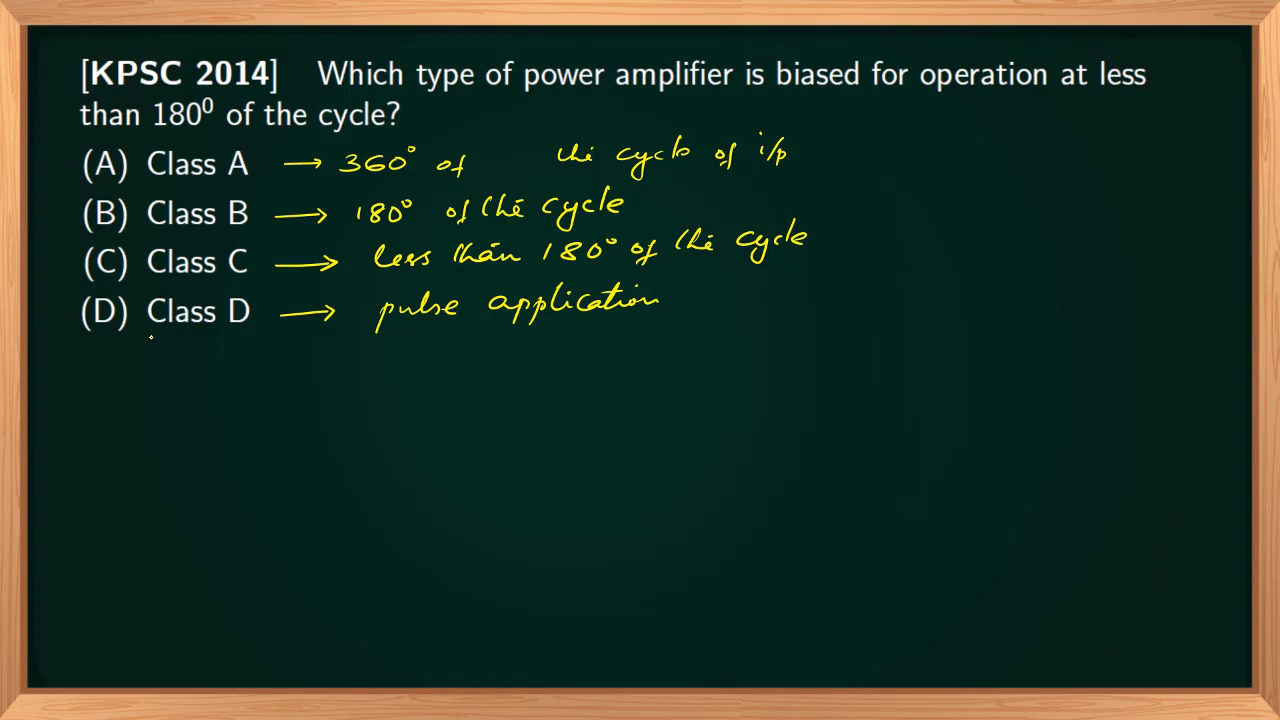 [KPSC 2014] Which type of power amplifier is biased for operation at less
than 180⁰ of the cycle?
(A) Class A → 360° of the cycle of i/p
(B) Class B → 180° of the cycle
(C) Class C → less than 180° of the cycle
(D) Class D → pulse application